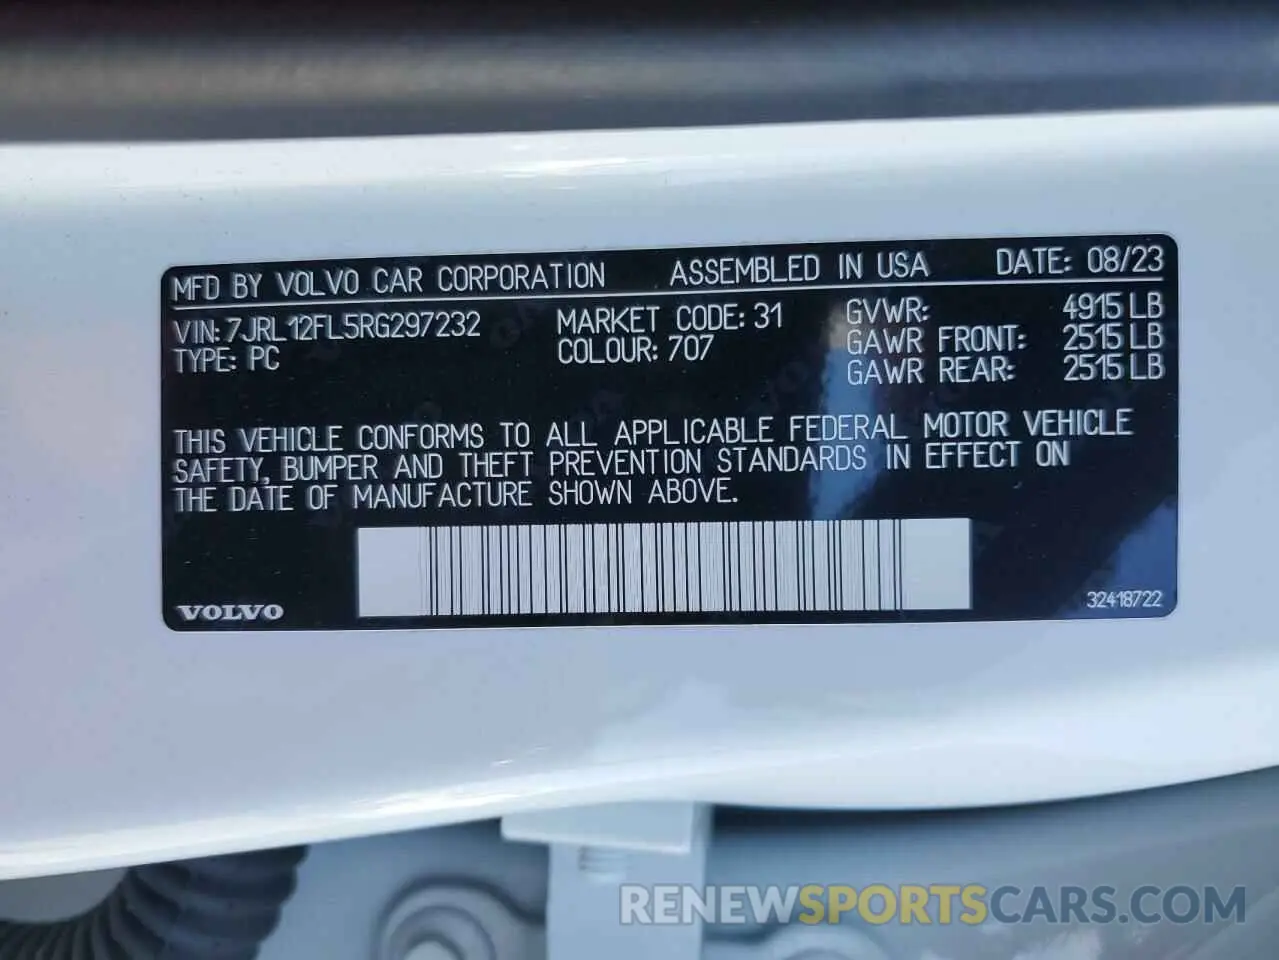 MFD BY VOLVO CAR CORPORATION ASSEMBLED IN USA DATE: 08/23
VIN: 7JRL12FL5RG297232 MARKET CODE: 31 GVWR: 4915 LB
TYPE: PC COLOUR: 707 GAWR FRONT: 2515 LB
GAWR REAR: 2515 LB
THIS VEHICLE CONFORMS TO ALL APPLICABLE FEDERAL MOTOR VEHICLE
SAFETY, BUMPER AND THEFT PREVENTION STANDARDS IN EFFECT ON
THE DATE OF MANUFACTURE SHOWN ABOVE.
VOLVO 32418722
RENEWSPORTSCARS.COM